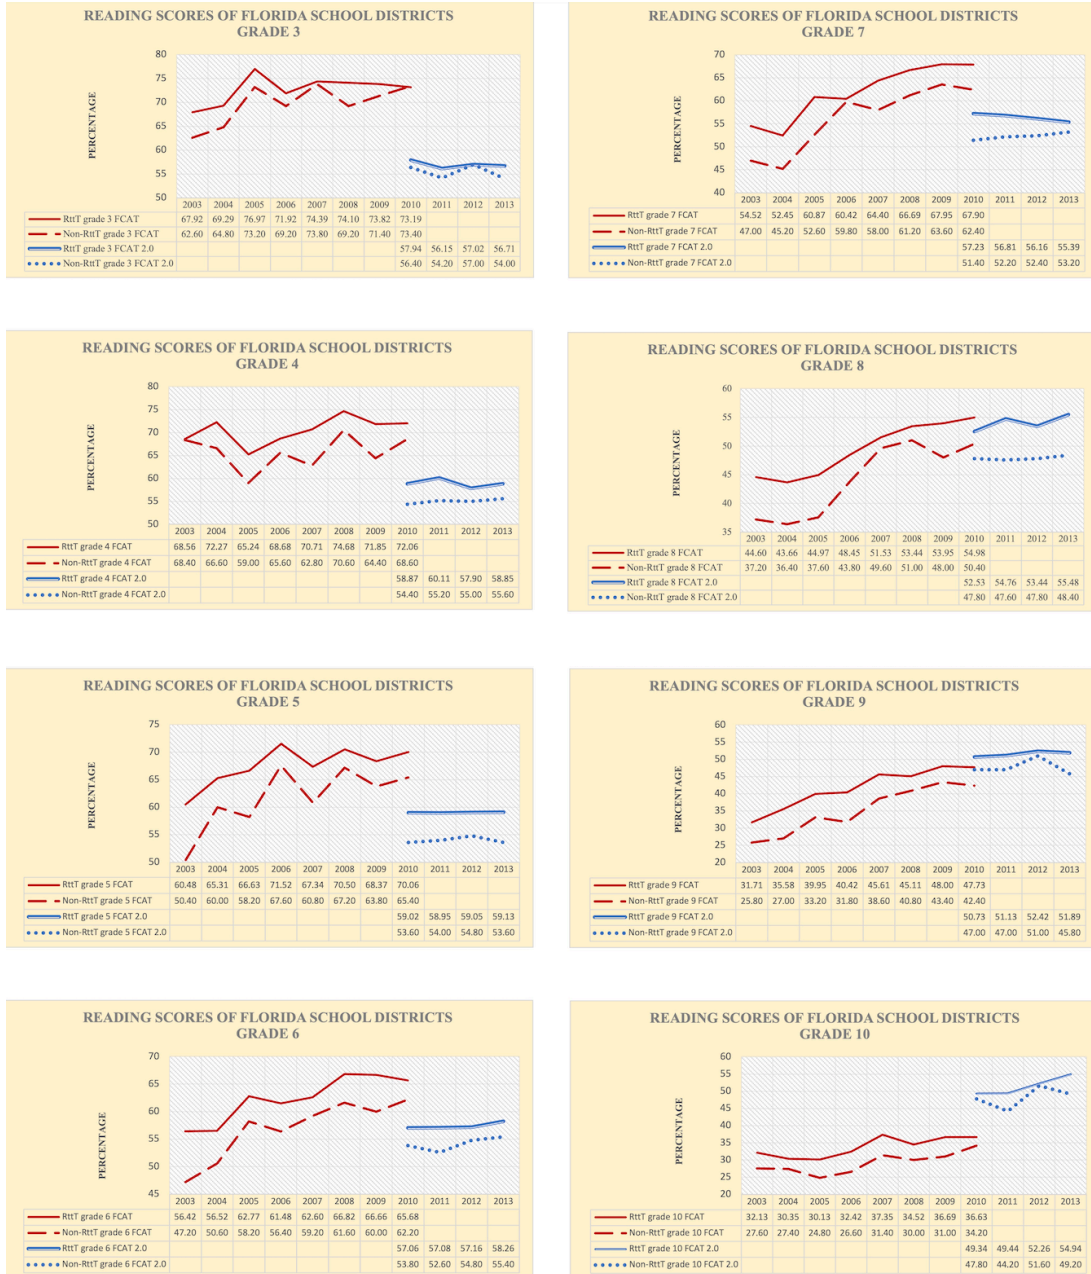 READING SCORES OF FLORIDA SCHOOL DISTRICTS
GRADE 3
PERCENTAGE
80
75
70
65
60
55
50
2003 2004 2005 2006 2007 2008 2009 2010 2011 2012 2013
RttT grade 3 FCAT 67.92 69.29 76.97 71.92 74.39 74.10 73.82 73.19
Non-RttT grade 3 FCAT 62.60 64.80 73.20 69.20 73.80 69.20 71.40 73.40
RttT grade 3 FCAT 2.0 57.94 56.15 57.02 56.71
Non-RttT grade 3 FCAT 2.0 56.40 54.20 57.00 54.00
READING SCORES OF FLORIDA SCHOOL DISTRICTS
GRADE 7
PERCENTAGE
70
65
60
55
50
45
40
2003 2004 2005 2006 2007 2008 2009 2010 2011 2012 2013
RttT grade 7 FCAT 54.52 52.45 60.87 60.42 64.40 66.69 67.95 67.90
Non-RttT grade 7 FCAT 47.00 45.20 52.60 59.80 58.00 61.20 63.60 62.40
RttT grade 7 FCAT 2.0 57.23 56.81 56.16 55.39
Non-RttT grade 7 FCAT 2.0 51.40 52.20 52.40 53.20
READING SCORES OF FLORIDA SCHOOL DISTRICTS
GRADE 4
PERCENTAGE
80
75
70
65
60
55
50
2003 2004 2005 2006 2007 2008 2009 2010 2011 2012 2013
RttT grade 4 FCAT 68.56 72.27 65.24 68.68 70.71 74.68 71.85 72.06
Non-RttT grade 4 FCAT 68.40 66.60 59.00 65.60 62.80 70.60 64.40 68.60
RttT grade 4 FCAT 2.0 58.87 60.11 57.90 58.85
Non-RttT grade 4 FCAT 2.0 54.40 55.20 55.00 55.60
READING SCORES OF FLORIDA SCHOOL DISTRICTS
GRADE 8
PERCENTAGE
60
55
50
45
40
35
2003 2004 2005 2006 2007 2008 2009 2010 2011 2012 2013
RttT grade 8 FCAT 44.60 43.66 44.97 48.45 51.53 53.44 53.95 54.98
Non-RttT grade 8 FCAT 37.20 36.40 37.60 43.80 49.60 51.00 48.00 50.40
RttT grade 8 FCAT 2.0 52.53 54.76 53.44 55.48
Non-RttT grade 8 FCAT 2.0 47.80 47.60 47.80 48.40
READING SCORES OF FLORIDA SCHOOL DISTRICTS
GRADE 5
PERCENTAGE
75
70
65
60
55
50
2003 2004 2005 2006 2007 2008 2009 2010 2011 2012 2013
RttT grade 5 FCAT 60.48 65.31 66.63 71.52 67.34 70.50 68.37 70.06
Non-RttT grade 5 FCAT 50.40 60.00 58.20 67.60 60.80 67.20 63.80 65.40
RttT grade 5 FCAT 2.0 59.02 58.95 59.05 59.13
Non-RttT grade 5 FCAT 2.0 53.60 54.00 54.80 53.60
READING SCORES OF FLORIDA SCHOOL DISTRICTS
GRADE 9
PERCENTAGE
60
55
50
45
40
35
30
25
20
2003 2004 2005 2006 2007 2008 2009 2010 2011 2012 2013
RttT grade 9 FCAT 31.71 35.58 39.95 40.42 45.61 45.11 48.00 47.73
Non-RttT grade 9 FCAT 25.80 27.00 33.20 31.80 38.60 40.80 43.40 42.40
RttT grade 9 FCAT 2.0 50.73 51.13 52.42 51.89
Non-RttT grade 9 FCAT 2.0 47.00 47.00 51.00 45.80
READING SCORES OF FLORIDA SCHOOL DISTRICTS
GRADE 6
PERCENTAGE
70
65
60
55
50
45
2003 2004 2005 2006 2007 2008 2009 2010 2011 2012 2013
RttT grade 6 FCAT 56.42 56.52 62.77 61.48 62.60 66.82 66.66 65.68
Non-RttT grade 6 FCAT 47.20 50.60 58.20 56.40 59.20 61.60 60.00 62.20
RttT grade 6 FCAT 2.0 57.06 57.08 57.16 58.26
Non-RttT grade 6 FCAT 2.0 53.80 52.60 54.80 55.40
READING SCORES OF FLORIDA SCHOOL DISTRICTS
GRADE 10
PERCENTAGE
60
55
50
45
40
35
30
25
20
2003 2004 2005 2006 2007 2008 2009 2010 2011 2012 2013
RttT grade 10 FCAT 32.13 30.35 30.13 32.42 37.35 34.52 36.69 36.63
Non-RttT grade 10 FCAT 27.60 27.40 24.80 26.60 31.40 30.00 31.00 34.20
RttT grade 10 FCAT 2.0 49.34 49.44 52.26 54.94
Non-RttT grade 10 FCAT 2.0 47.80 44.20 51.60 49.20